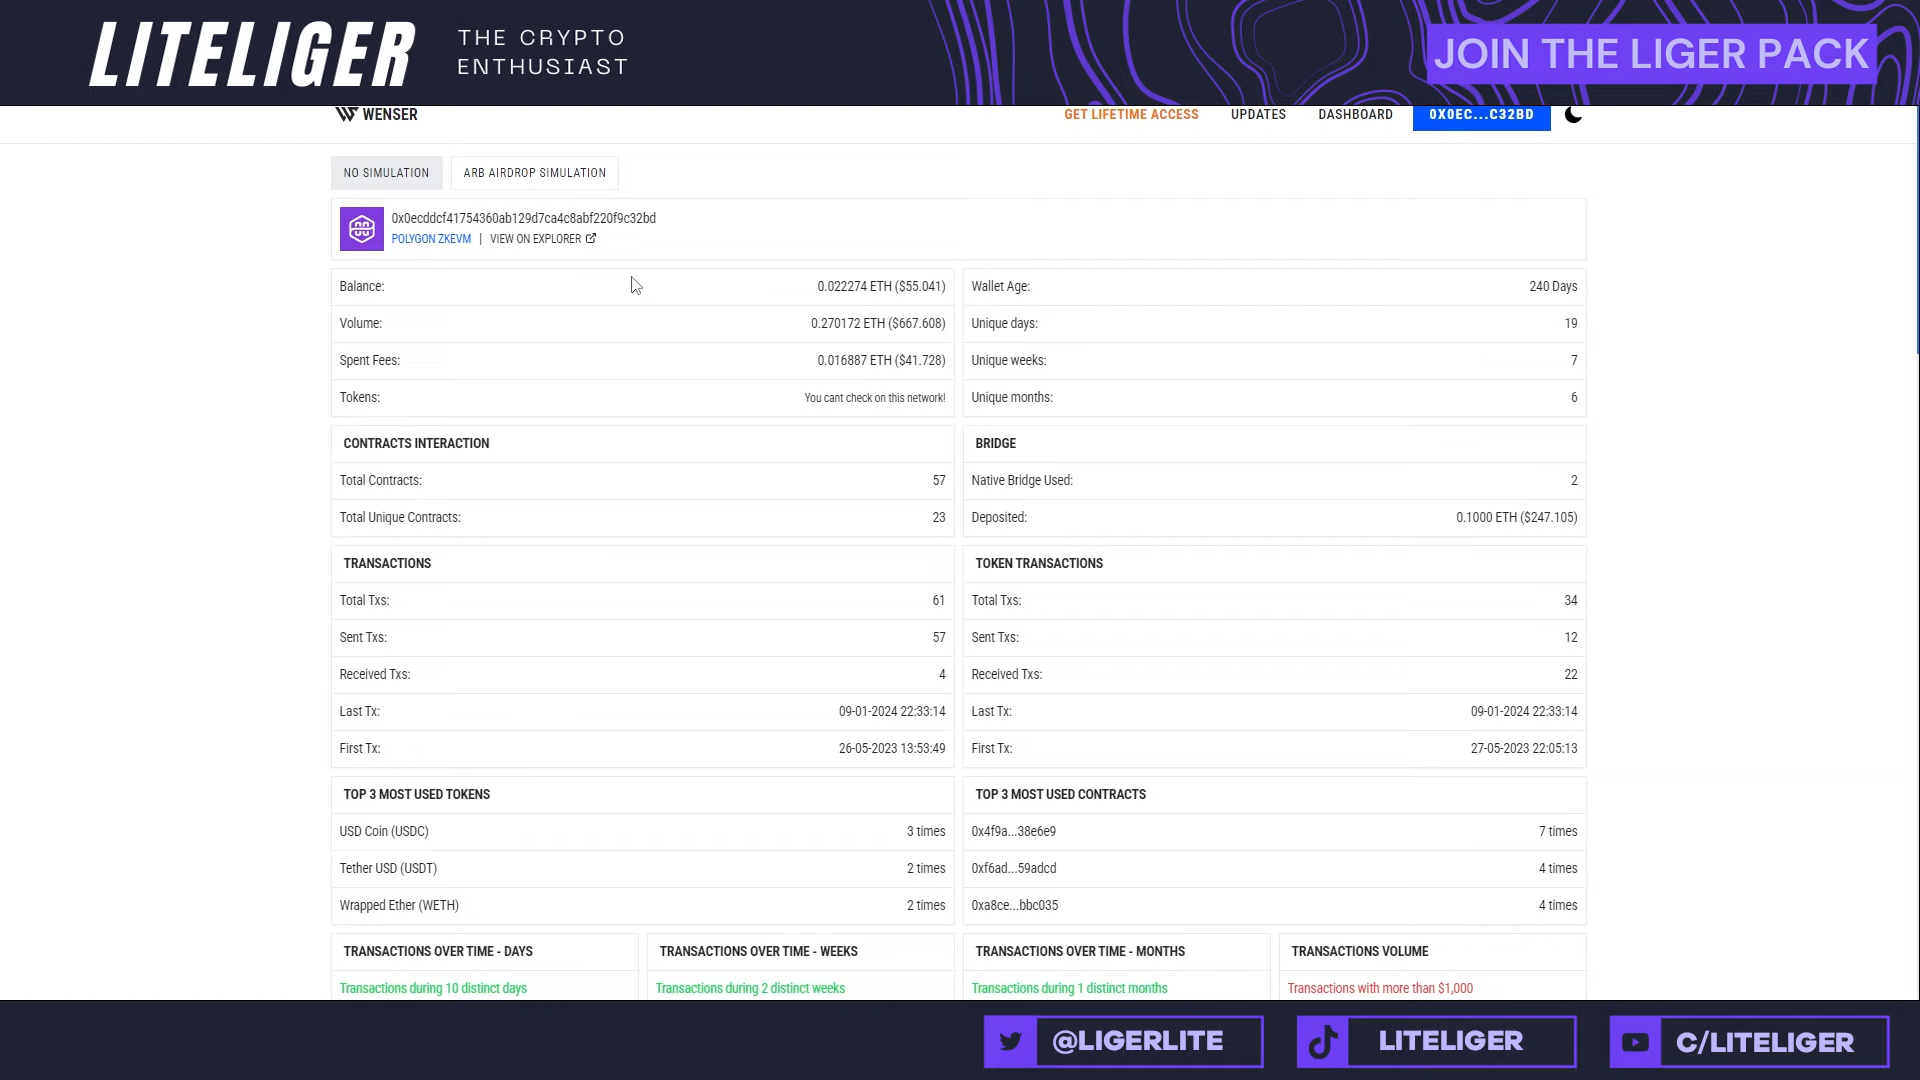 LITELIGER
THE CRYPTO
ENTHUSIAST
JOIN THE LIGER PACK
WENSER
GET LIFETIME ACCESS
UPDATES
DASHBOARD
0X0EC...C32BD
NO SIMULATION
ARB AIRDROP SIMULATION
0x0ecddcf41754360ab129d7ca4c8abf220f9c32bd
POLYGON ZKEVM | VIEW ON EXPLORER
Balance: 0.022274 ETH ($55.041)
Volume: 0.270172 ETH ($667.608)
Spent Fees: 0.016887 ETH ($41.728)
Tokens: You cant check on this network!
Wallet Age: 240 Days
Unique days: 19
Unique weeks: 7
Unique months: 6
CONTRACTS INTERACTION
Total Contracts: 57
Total Unique Contracts: 23
BRIDGE
Native Bridge Used: 2
Deposited: 0.1000 ETH ($247.105)
TRANSACTIONS
Total Txs: 61
Sent Txs: 57
Received Txs: 4
Last Tx: 09-01-2024 22:33:14
First Tx: 26-05-2023 13:53:49
TOKEN TRANSACTIONS
Total Txs: 34
Sent Txs: 12
Received Txs: 22
Last Tx: 09-01-2024 22:33:14
First Tx: 27-05-2023 22:05:13
TOP 3 MOST USED TOKENS
USD Coin (USDC) 3 times
Tether USD (USDT) 2 times
Wrapped Ether (WETH) 2 times
TOP 3 MOST USED CONTRACTS
0x4f9a...38e6e9 7 times
0xf6ad...59adcd 4 times
0xa8ce...bbc035 4 times
TRANSACTIONS OVER TIME - DAYS
Transactions during 10 distinct days
TRANSACTIONS OVER TIME - WEEKS
Transactions during 2 distinct weeks
TRANSACTIONS OVER TIME - MONTHS
Transactions during 1 distinct months
TRANSACTIONS VOLUME
Transactions with more than $1,000
@LIGERLITE
LITELIGER
C/LITELIGER